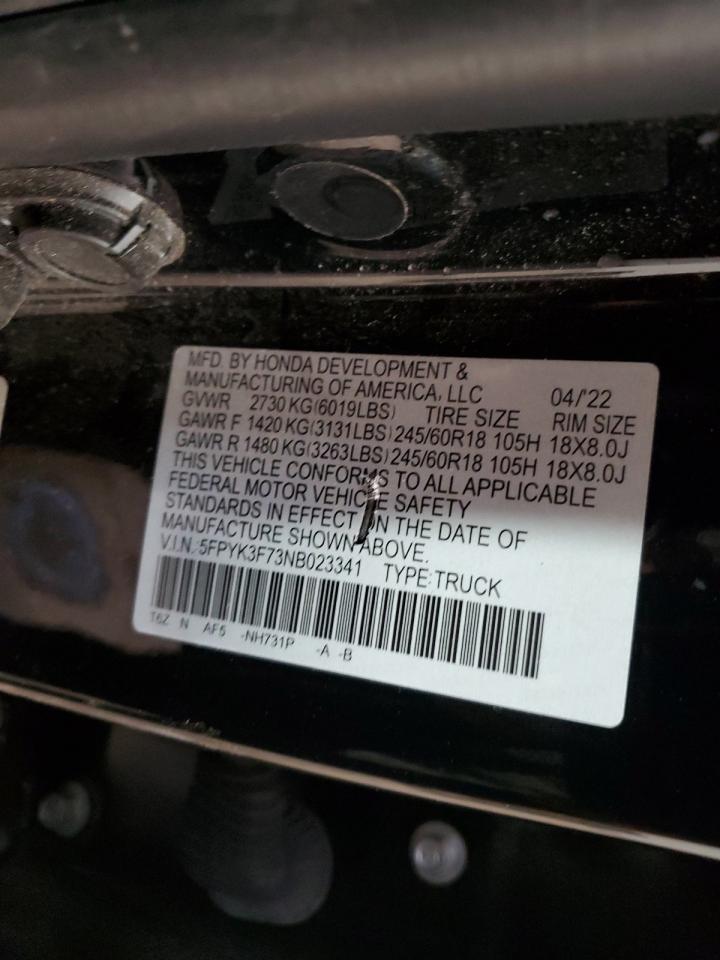 MFD. BY HONDA DEVELOPMENT &
MANUFACTURING OF AMERICA, LLC 04/'22
GVWR 2730 KG(6019LBS) TIRE SIZE RIM SIZE
GAWR F 1420 KG(3131LBS) 245/60R18 105H 18X8.0J
GAWR R 1480 KG(3263LBS) 245/60R18 105H 18X8.0J
THIS VEHICLE CONFORMS TO ALL APPLICABLE
FEDERAL MOTOR VEHICLE SAFETY
STANDARDS IN EFFECT ON THE DATE OF
MANUFACTURE SHOWN ABOVE.
V.I.N.:5FPYK3F73NB023341 TYPE:TRUCK
T6Z N AF5 -NH731P -A -B